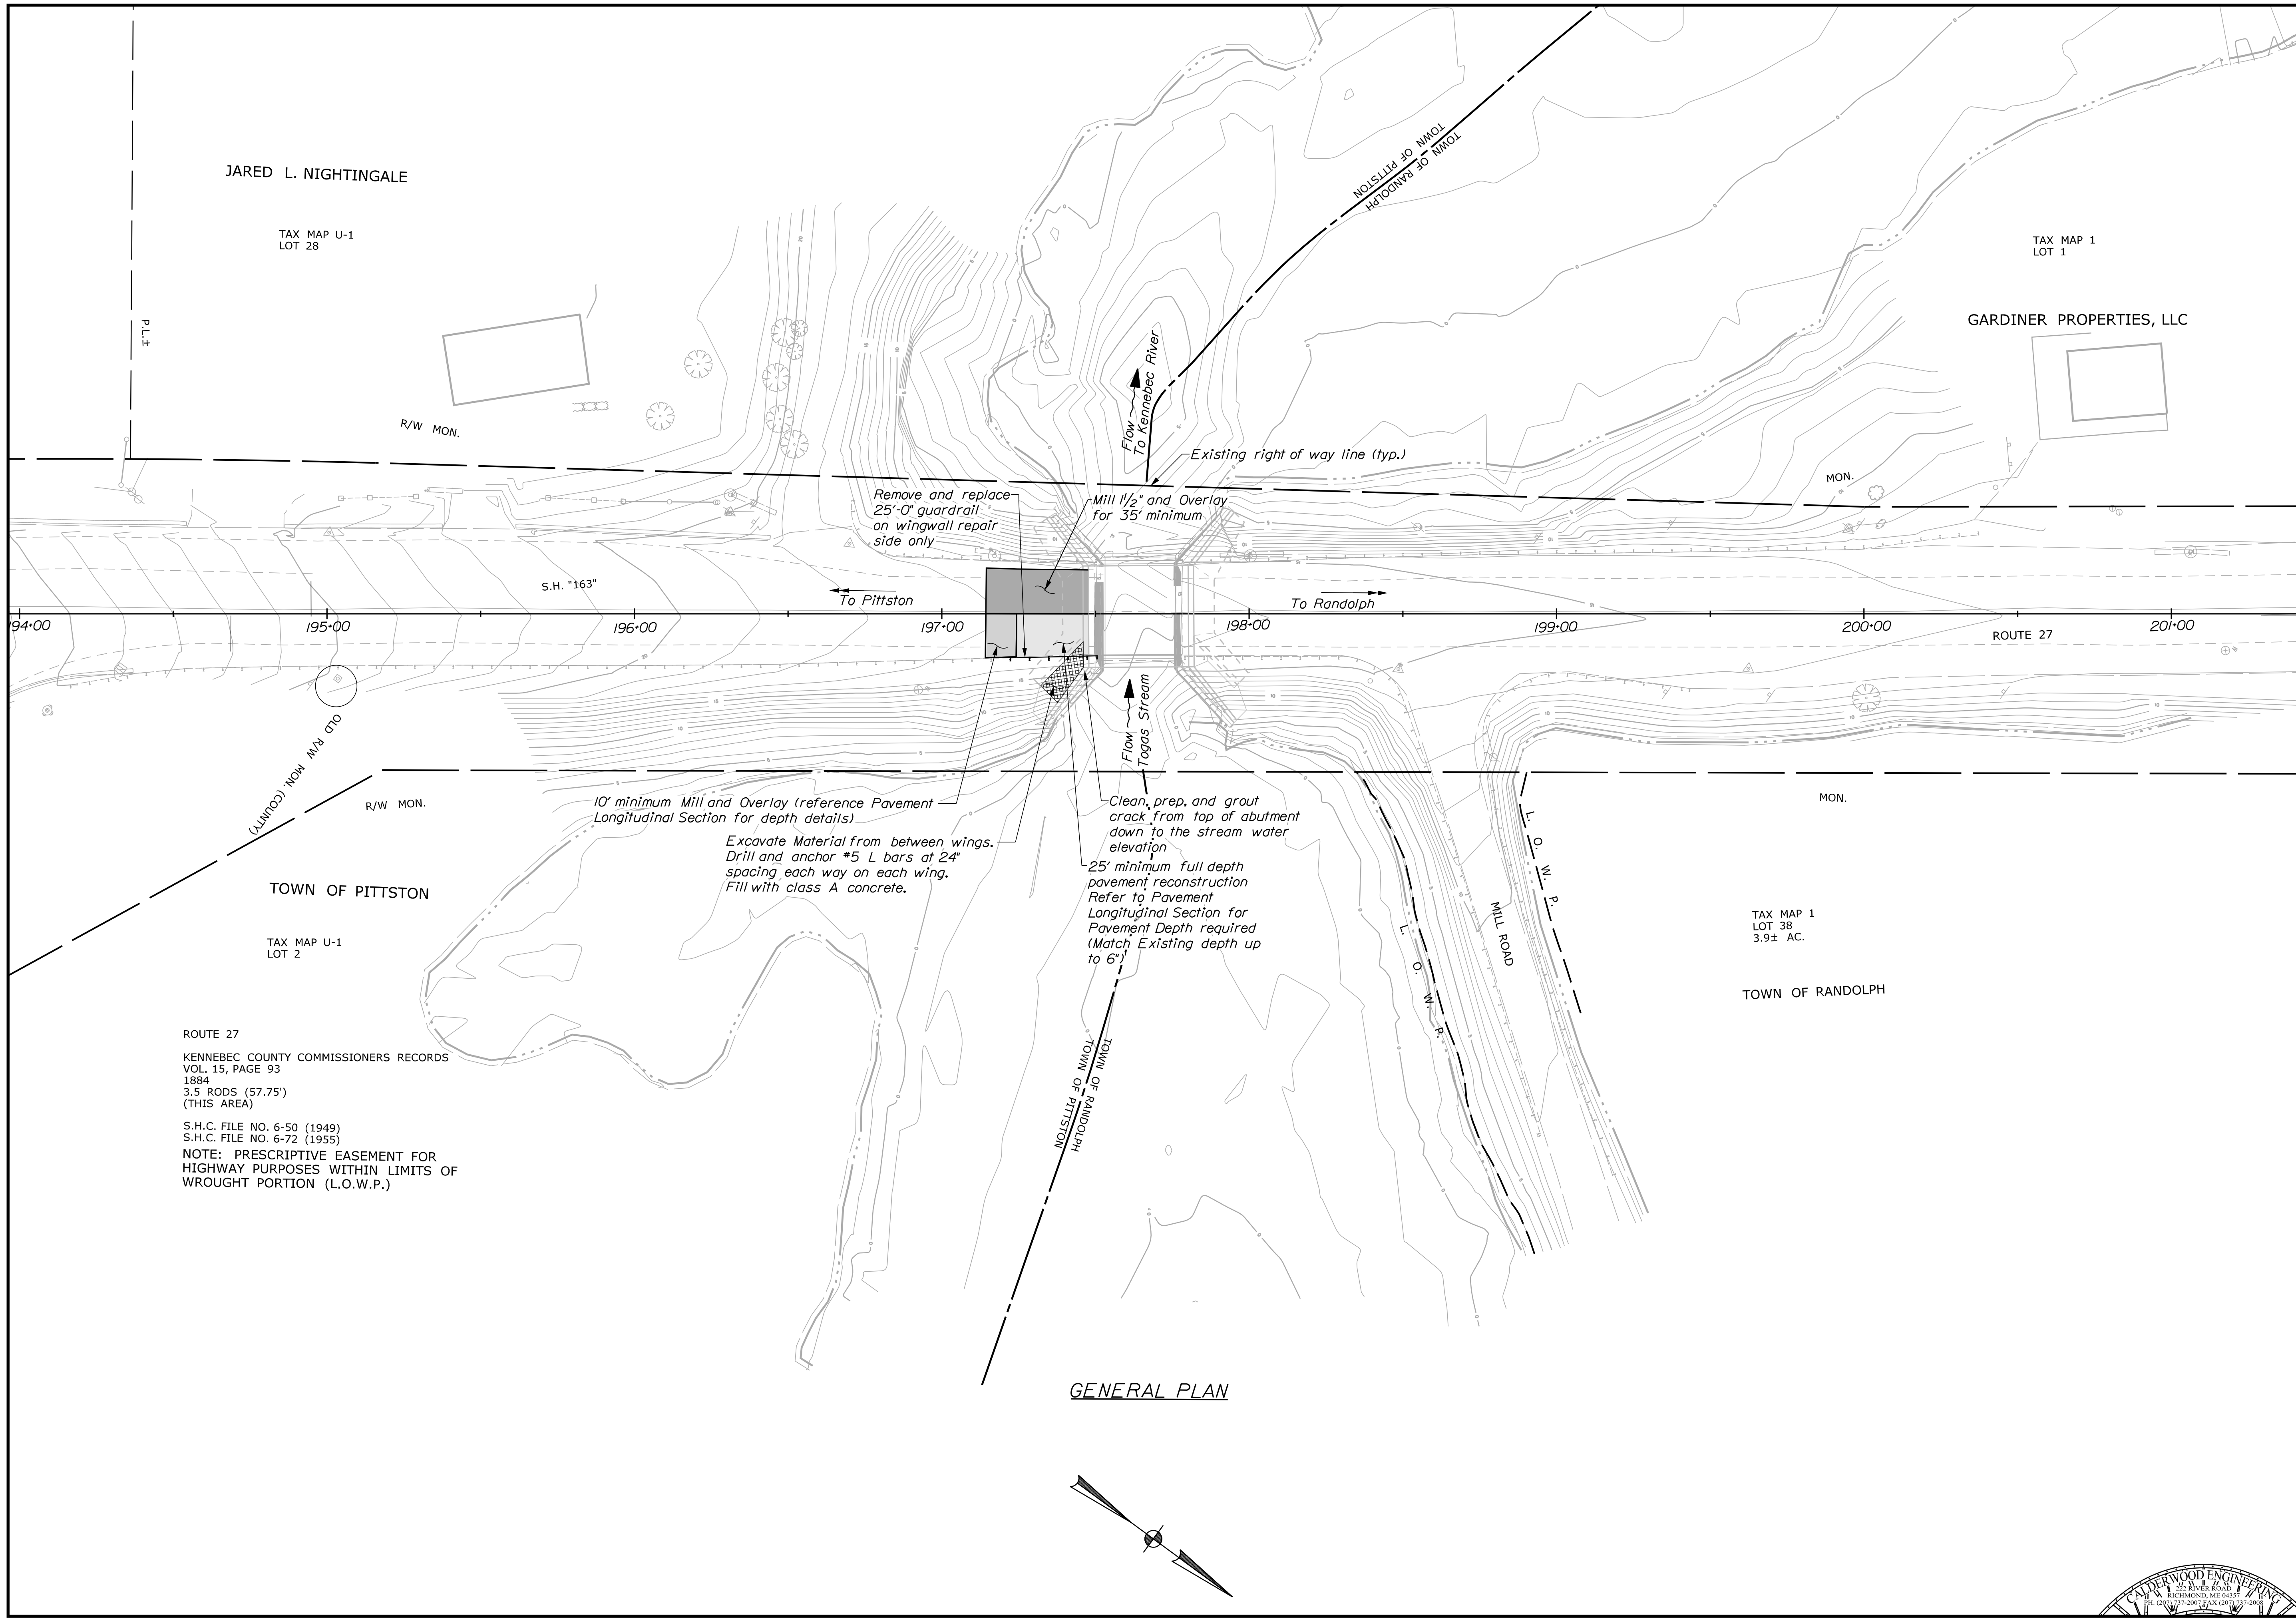 JARED L. NIGHTINGALE
TAX MAP U-1
LOT 28
P.L.±
R/W MON.
TOWN OF PITTSTON
TOWN OF RANDOLPH
TAX MAP 1
LOT 1
GARDINER PROPERTIES, LLC
MON.
Flow
To Kennebec River
Existing right of way line (typ.)
Remove and replace
25'-0" guardrail
on wingwall repair
side only
Mill 1 1/2" and Overlay
for 35' minimum
S.H. "163"
To Pittston
To Randolph
194+00
195+00
196+00
197+00
198+00
199+00
200+00
201+00
ROUTE 27
OLD R/W MON. (COUNTY)
R/W MON.
Flow
Togas Stream
MON.
10' minimum Mill and Overlay (reference Pavement
Longitudinal Section for depth details)
Excavate Material from between wings.
Drill and anchor #5 L bars at 24"
spacing each way on each wing.
Fill with class A concrete.
Clean, prep, and grout
crack from top of abutment
down to the stream water
elevation
25' minimum full depth
pavement reconstruction
Refer to Pavement
Longitudinal Section for
Pavement Depth required
(Match Existing depth up
to 6")
L. O. W. P.
MILL ROAD
L. O. W. P.
TOWN OF PITTSTON
TAX MAP U-1
LOT 2
TAX MAP 1
LOT 38
3.9± AC.
TOWN OF RANDOLPH
ROUTE 27
KENNEBEC COUNTY COMMISSIONERS RECORDS
VOL. 15, PAGE 93
1884
3.5 RODS (57.75')
(THIS AREA)
S.H.C. FILE NO. 6-50 (1949)
S.H.C. FILE NO. 6-72 (1955)
NOTE: PRESCRIPTIVE EASEMENT FOR
HIGHWAY PURPOSES WITHIN LIMITS OF
WROUGHT PORTION (L.O.W.P.)
TOWN OF RANDOLPH
TOWN OF PITTSTON
GENERAL PLAN
CALDERWOOD ENGINEERING
222 RIVER ROAD
RICHMOND, ME 04357
PH. (207) 737-2007 FAX (207) 737-2008